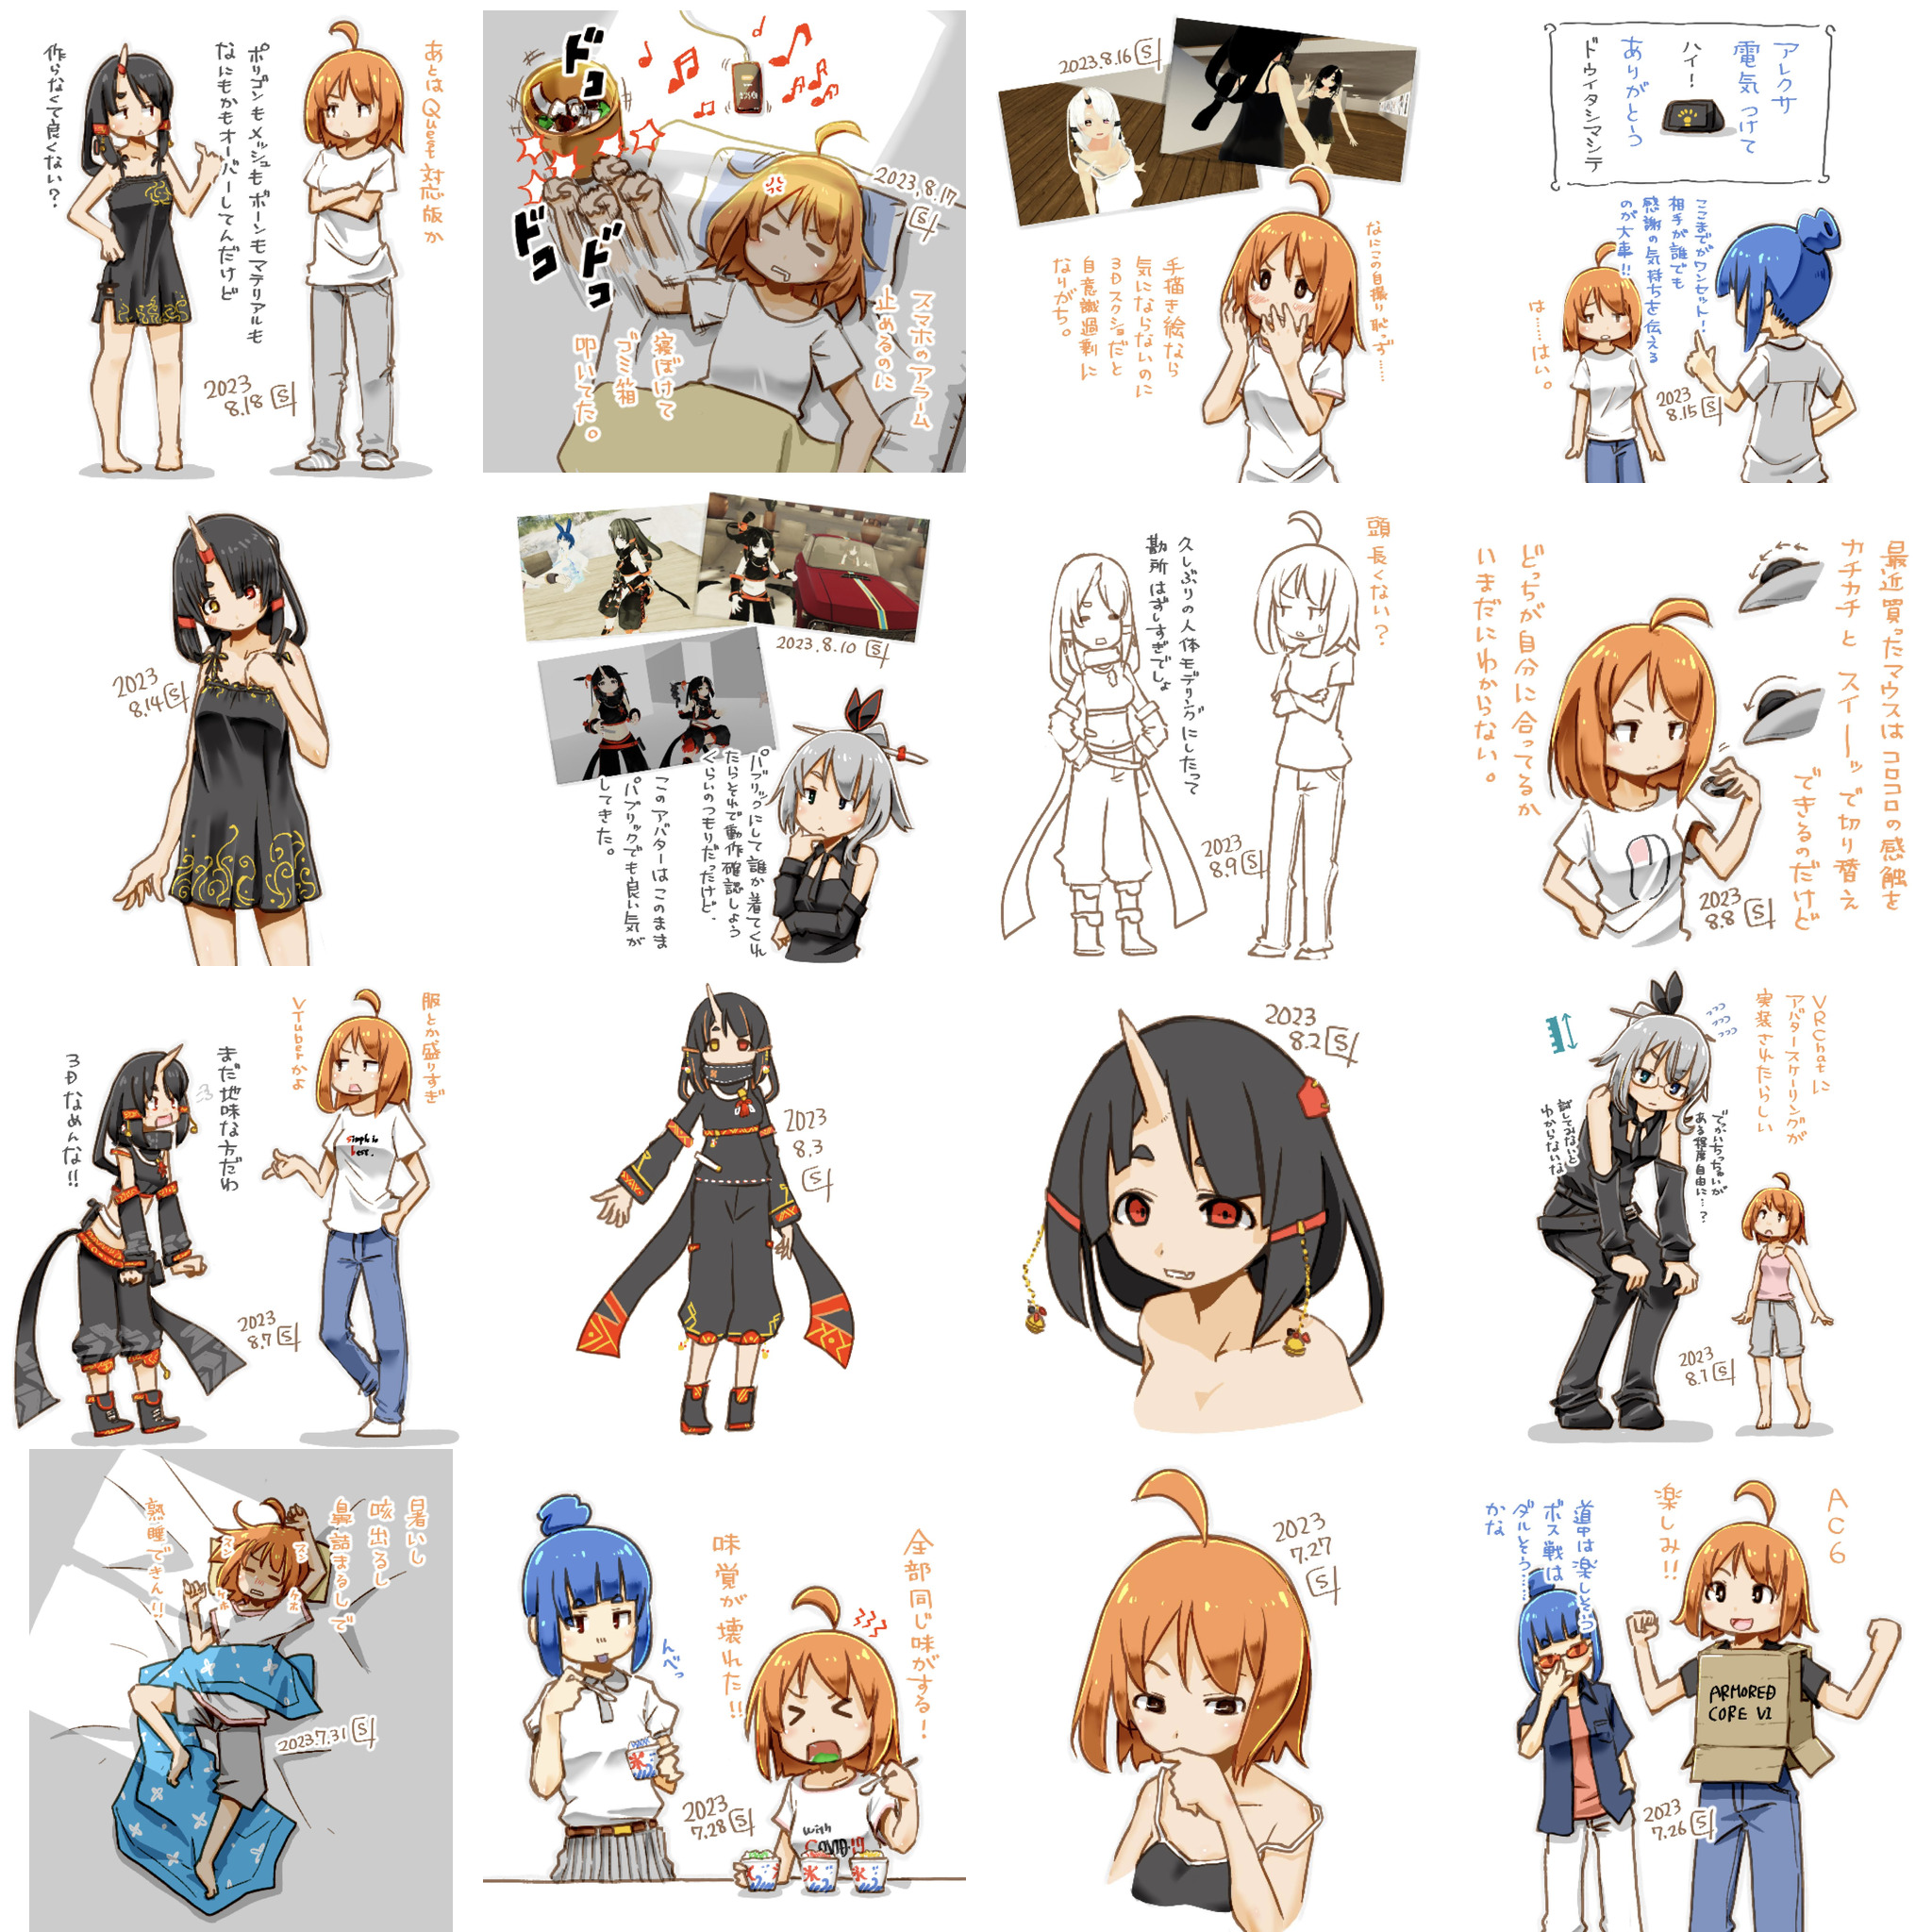 あとはQuest対応版か
ポリゴンもメッシュもボーンもマテリアルも
なにもかもオーバーしてんだけど
作らなくて良くない？
2023
8.18 S
ドコ
ドコ
ドコ
2023.8.17
S
スマホのアラーム
止めるのに
寝ぼけて
ゴミ箱
叩いてた。
2023.8.16 S
なにこの自撮り恥っず……
手描き絵なら
気にならないのに
3Dスクショだと
自意識過剰に
なりがち。
アレクサ
電気つけて
ハイ！
ありがとう
ドウイタシマシテ
ここまでがワンセット！
相手が誰でも
感謝の気持ちを伝える
のが大事!!
は……はい。
2023
8.15 S
2023
8.14 S
2023.8.10 S
パブリックにして誰か着てくれ
たらそれで動作確認しよう
くらいのつもりだったけど、
このアバターはこのまま
パブリックでも良い気が
してきた。
頭長くない？
久しぶりの人体モデリングにしたって
勘所はずしすぎでしょ
2023
8.9 S
最近買ったマウスはコロコロの感触を
カチカチとスイーッで切り替え
できるのだけど
どっちが自分に合ってるか
いまだにわからない。
2023
8.8 S
服とか盛りすぎ
VTuberかよ
まだ地味な方だわ
3Dなめんな!!
Simple is
best.
2023
8.7 S
2023
8.3
S
2023
8.2 S
VRChatに
アバタースケーリングが
実装されたらしい
でっかいちっちゃいが
ある程度自由に…？
試してみないと
わからないな
2023
8.1 S
暑いし
咳出るし
鼻詰まるしで
熟睡できん!!
2023.7.31 S
全部同じ味がする！
味覚が壊れた!!
んべっ
2023
7.28 S
with
COVID-19
氷
氷
氷
氷
2023
7.27
S
AC6
楽しみ!!
道中は楽しそう
ボス戦は
ダルそう……
かな
ARMORED
CORE VI
2023
7.26 S